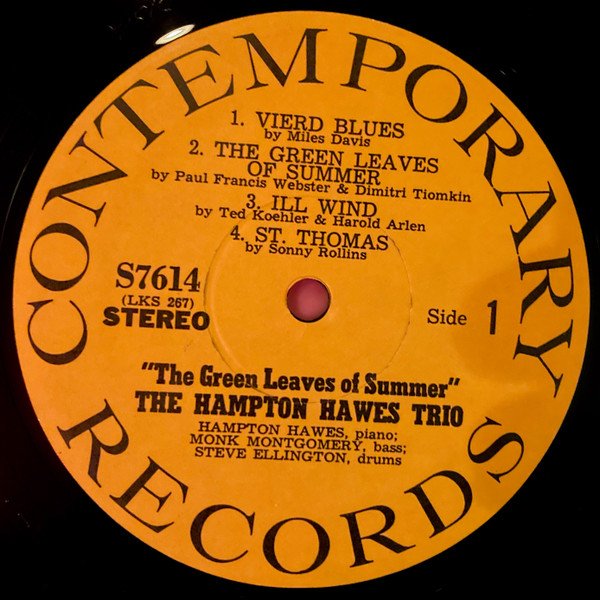 CONTEMPORARY
1. VIERD BLUES
by Miles Davis
2. THE GREEN LEAVES
OF SUMMER
by Paul Francis Webster & Dimitri Tiomkin
3. ILL WIND
by Ted Koehler & Harold Arlen
4. ST. THOMAS
by Sonny Rollins
S7614
(LKS 267)
STEREO
Side 1
"The Green Leaves of Summer"
THE HAMPTON HAWES TRIO
HAMPTON HAWES, piano;
MONK MONTGOMERY, bass;
STEVE ELLINGTON, drums
RECORDS